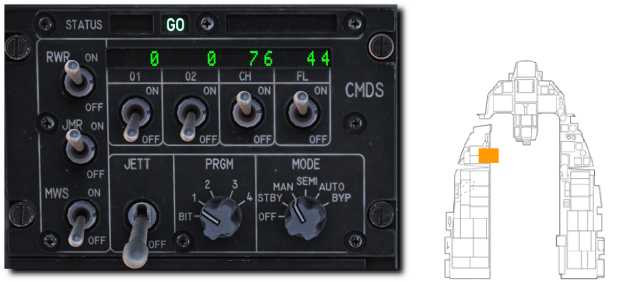 STATUS GO
RWR ON OFF
0 0 76 44
O1 O2 CH FL
ON ON ON ON
OFF OFF OFF OFF
CMDS
JMR ON OFF
MWS ON OFF
JETT OFF
PRGM
BIT 1 2 3 4
MODE
OFF STBY MAN SEMI AUTO BYP